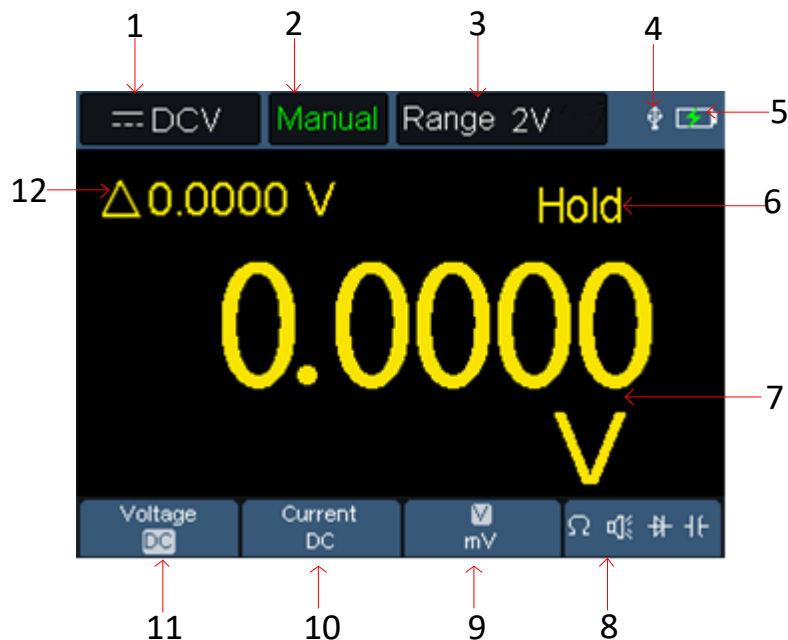 1 2 3 4
DCV Manual Range 2V 5
12 △0.0000 V Hold 6
0.0000
7
V
Voltage Current V
DC DC mV Ω
11 10 9 8